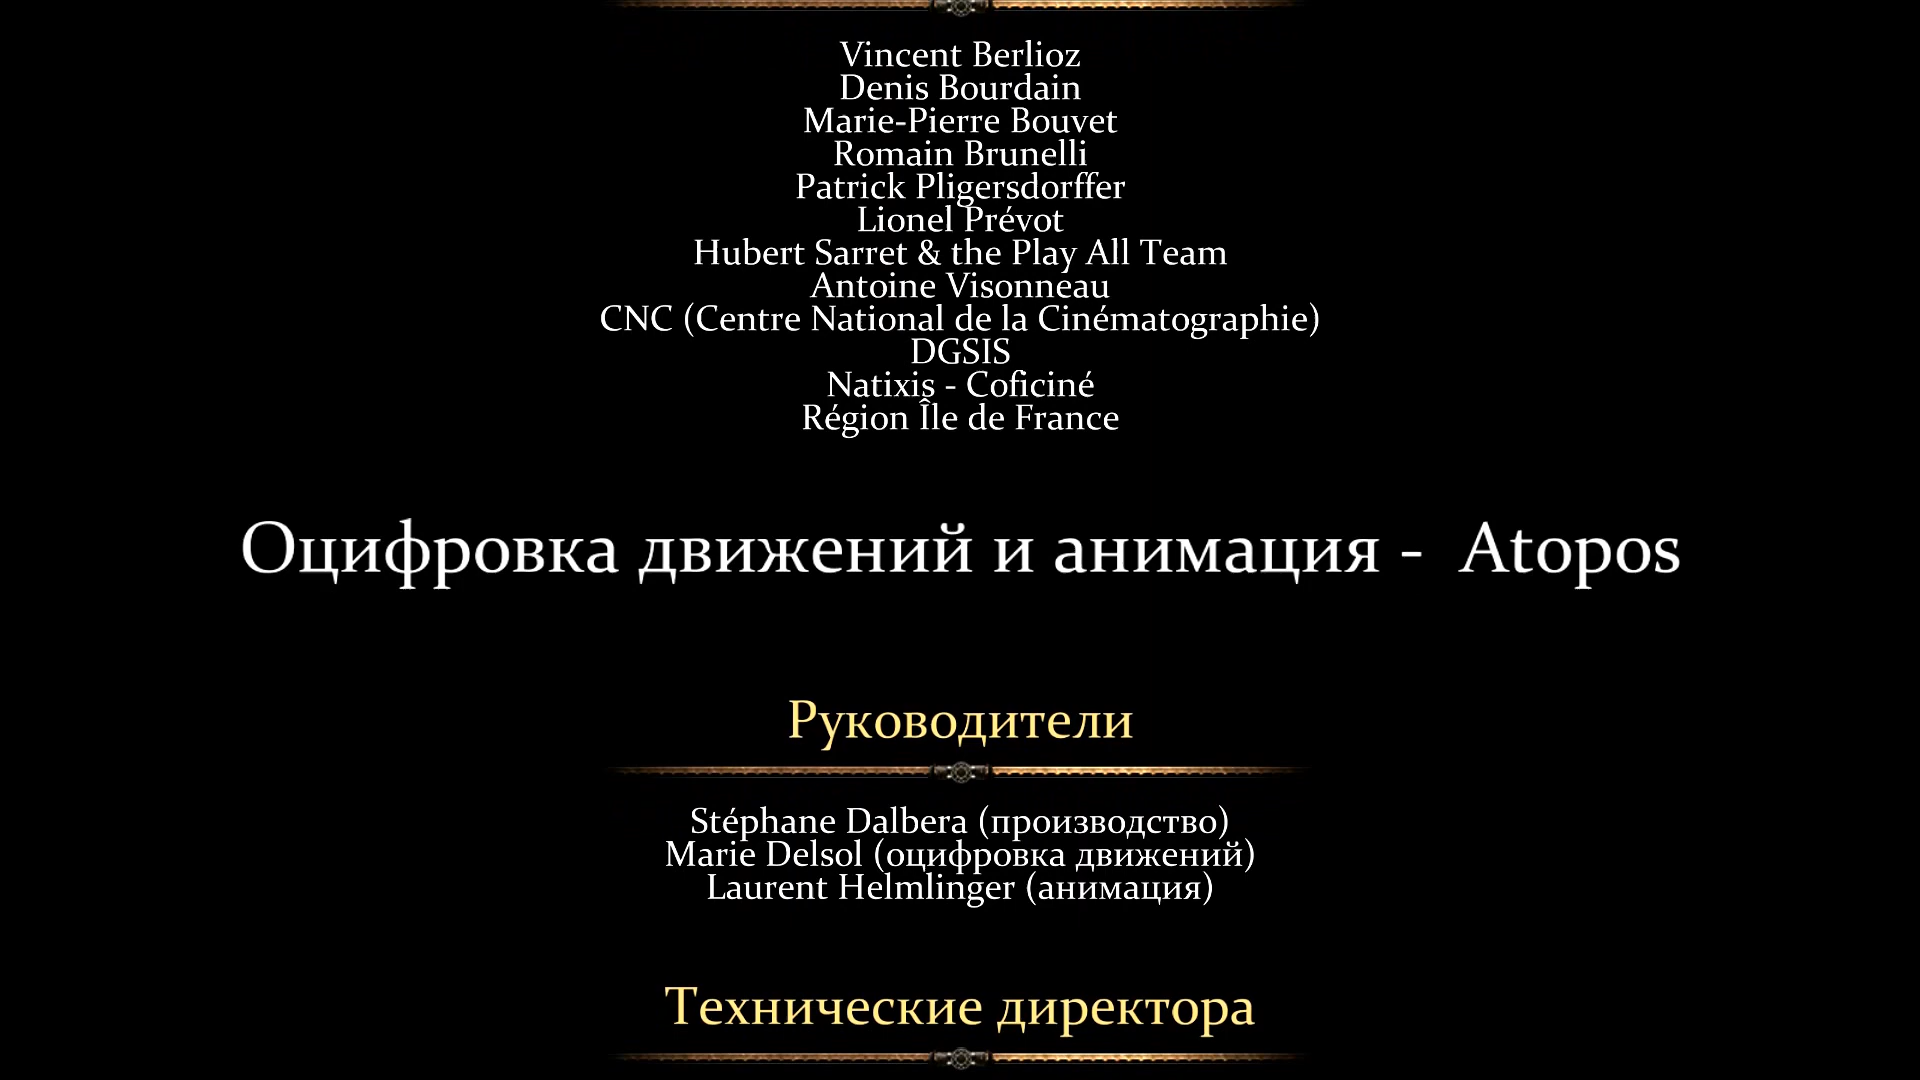 Vincent Berlioz
Denis Bourdain
Marie-Pierre Bouvet
Romain Brunelli
Patrick Pligersdorffer
Lionel Prévot
Hubert Sarret & the Play All Team
Antoine Visonneau
CNC (Centre National de la Cinématographie)
DGSIS
Natixis - Coficiné
Région Île de France
Оцифровка движений и анимация - Atopos
Руководители
Stéphane Dalbera (производство)
Marie Delsol (оцифровка движений)
Laurent Helmlinger (анимация)
Технические директора